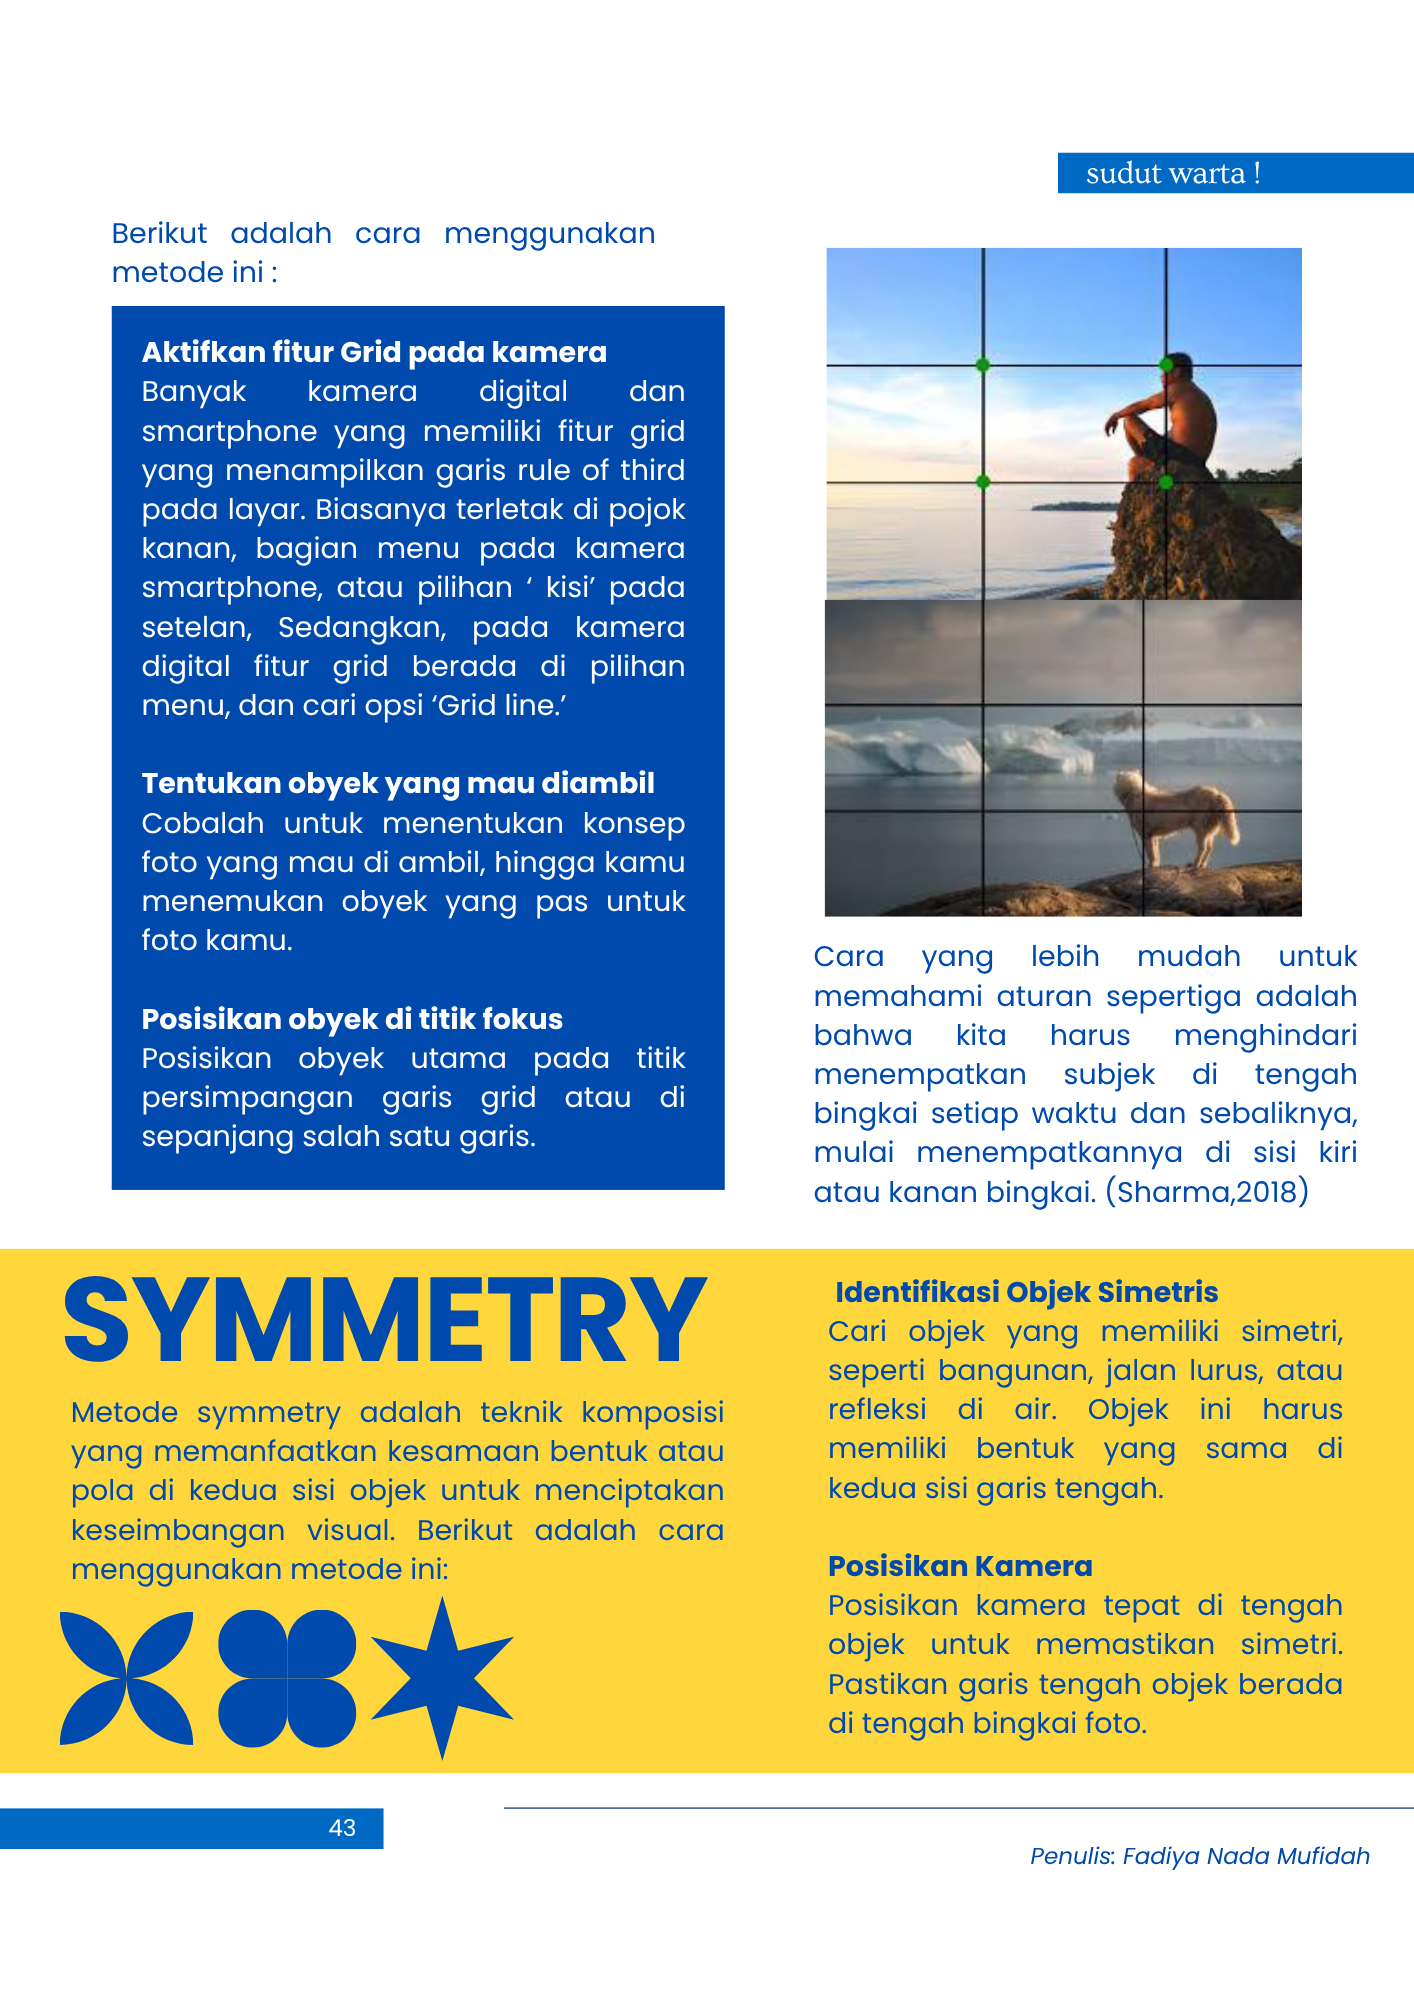 sudut warta !
Berikut adalah cara menggunakan
metode ini :
Aktifkan fitur Grid pada kamera
Banyak kamera digital dan
smartphone yang memiliki fitur grid
yang menampilkan garis rule of third
pada layar. Biasanya terletak di pojok
kanan, bagian menu pada kamera
smartphone, atau pilihan ‘ kisi’ pada
setelan, Sedangkan, pada kamera
digital fitur grid berada di pilihan
menu, dan cari opsi ‘Grid line.’
Tentukan obyek yang mau diambil
Cobalah untuk menentukan konsep
foto yang mau di ambil, hingga kamu
menemukan obyek yang pas untuk
foto kamu.
Posisikan obyek di titik fokus
Posisikan obyek utama pada titik
persimpangan garis grid atau di
sepanjang salah satu garis.
Cara yang lebih mudah untuk
memahami aturan sepertiga adalah
bahwa kita harus menghindari
menempatkan subjek di tengah
bingkai setiap waktu dan sebaliknya,
mulai menempatkannya di sisi kiri
atau kanan bingkai. (Sharma,2018)
SYMMETRY
Metode symmetry adalah teknik komposisi
yang memanfaatkan kesamaan bentuk atau
pola di kedua sisi objek untuk menciptakan
keseimbangan visual. Berikut adalah cara
menggunakan metode ini:
Identifikasi Objek Simetris
Cari objek yang memiliki simetri,
seperti bangunan, jalan lurus, atau
refleksi di air. Objek ini harus
memiliki bentuk yang sama di
kedua sisi garis tengah.
Posisikan Kamera
Posisikan kamera tepat di tengah
objek untuk memastikan simetri.
Pastikan garis tengah objek berada
di tengah bingkai foto.
43
Penulis: Fadiya Nada Mufidah